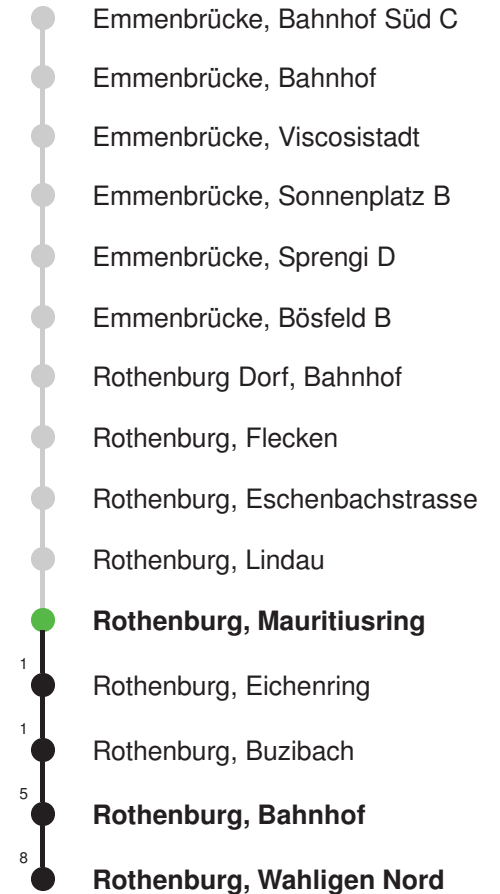 Emmenbrücke, Bahnhof Süd C
Emmenbrücke, Bahnhof
Emmenbrücke, Viscosistadt
Emmenbrücke, Sonnenplatz B
Emmenbrücke, Sprengi D
Emmenbrücke, Bösfeld B
Rothenburg Dorf, Bahnhof
Rothenburg, Flecken
Rothenburg, Eschenbachstrasse
Rothenburg, Lindau
Rothenburg, Mauritiusring
1 Rothenburg, Eichenring
1 Rothenburg, Buzibach
5 Rothenburg, Bahnhof
8 Rothenburg, Wahligen Nord